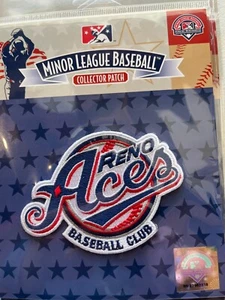 MINOR LEAGUE BASEBALL
COLLECTOR PATCH
RENO
Aces
BASEBALL CLUB